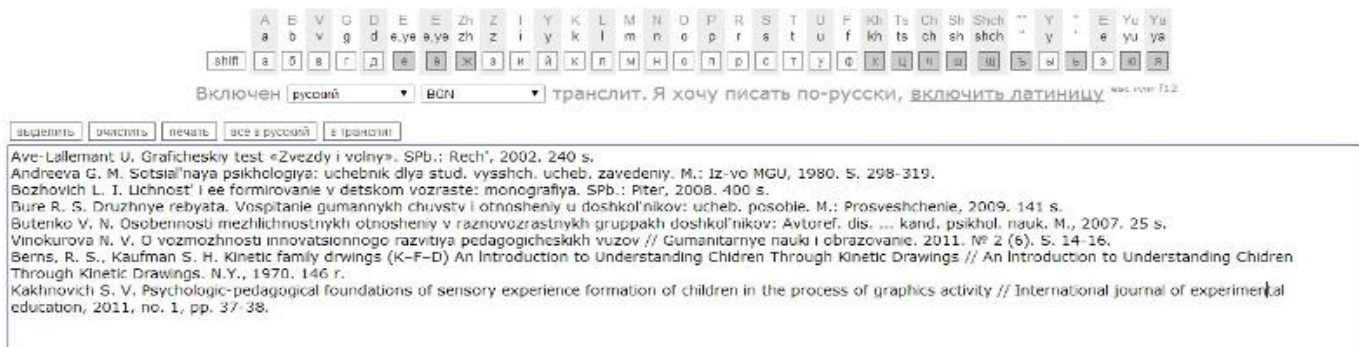 A B V G D E E Zh Z I Y K L M N O P R S T U F Kh Ts Ch Sh Shch "" Y " E Yu Ya
a b v g d e,ye e,ye zh z i y k l m n o p r s t u f kh ts ch sh shch "" y ' e yu ya
shift а б в г д е ё ж з и й к л м н о п р с т у ф х ц ч ш щ ъ ы ь э ю я
Включен русский BGN транслит. Я хочу писать по-русски, включить латиницу esc или f12
выделить очистить печать всё в русский в транслит
Ave-Lallemant U. Graficheskiy test «Zvezdy i volny». SPb.: Rech', 2002. 240 s.
Andreeva G. M. Sotsial'naya psikhologiya: uchebnik dlya stud. vysshch. ucheb. zavedeniy. M.: Iz-vo MGU, 1980. S. 298-319.
Bozhovich L. I. Lichnost' i ee formirovanie v detskom vozraste: monografiya. SPb.: Piter, 2008. 400 s.
Bure R. S. Druzhnye rebyata. Vospitanie gumannykh chuvstv i otnosheniy u doshkol'nikov: ucheb. posobie. M.: Prosveshchenie, 2009. 141 s.
Butenko V. N. Osobennosti mezhlichnostnykh otnosheniy v raznovozrastnykh gruppakh doshkol'nikov: Avtoref. dis. ... kand. psikhol. nauk. M., 2007. 25 s.
Vinokurova N. V. O vozmozhnosti innovatsionnogo razvitiya pedagogicheskikh vuzov // Gumanitarnye nauki i obrazovanie. 2011. № 2 (6). S. 14-16.
Berns, R. S., Kaufman S. H. Kinetic family drwings (K–F–D) An Introduction to Understanding Chidren Through Kinetic Drawings // An Introduction to Understanding Chidren
Through Kinetic Drawings. N.Y., 1970. 146 r.
Kakhnovich S. V. Psychologic-pedagogical foundations of sensory experience formation of children in the process of graphics activity // International journal of experimental
education, 2011, no. 1, pp. 37-38.